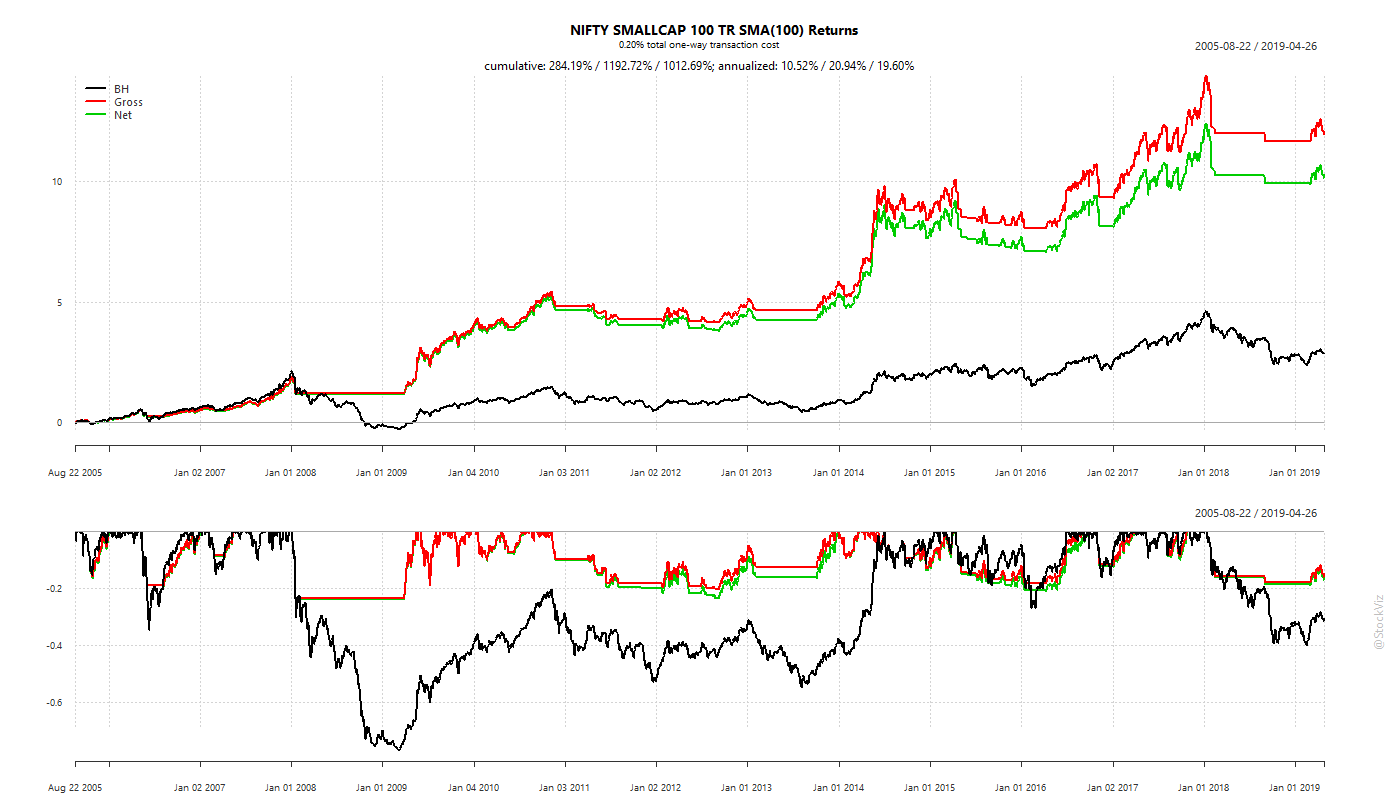 NIFTY SMALLCAP 100 TR SMA(100) Returns
0.20% total one-way transaction cost
2005-08-22 / 2019-04-26
cumulative: 284.19% / 1192.72% / 1012.69%; annualized: 10.52% / 20.94% / 19.60%
BH
Gross
Net
10
5
0
Aug 22 2005 Jan 02 2007 Jan 01 2008 Jan 01 2009 Jan 04 2010 Jan 03 2011 Jan 02 2012 Jan 01 2013 Jan 01 2014 Jan 01 2015 Jan 01 2016 Jan 02 2017 Jan 01 2018 Jan 01 2019
2005-08-22 / 2019-04-26
-0.2
-0.4
-0.6
Aug 22 2005 Jan 02 2007 Jan 01 2008 Jan 01 2009 Jan 04 2010 Jan 03 2011 Jan 02 2012 Jan 01 2013 Jan 01 2014 Jan 01 2015 Jan 01 2016 Jan 02 2017 Jan 01 2018 Jan 01 2019
@StockViz